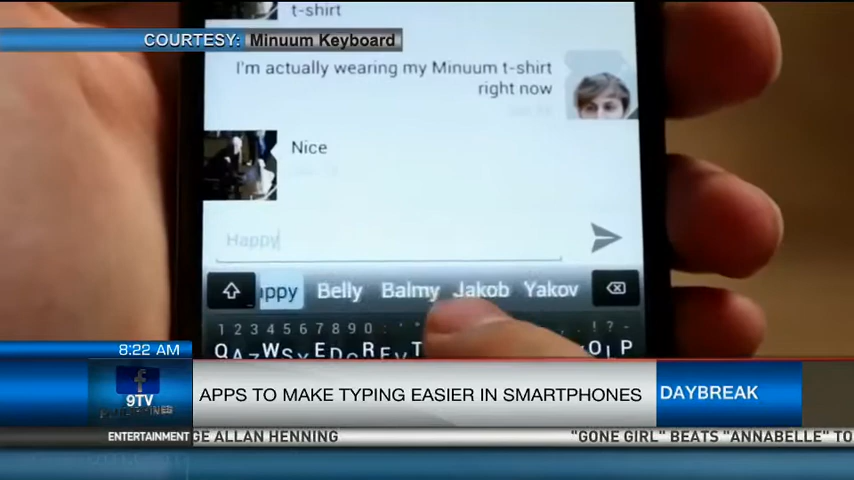 t-shirt
COURTESY: Minuum Keyboard
I'm actually wearing my Minuum t-shirt
right now
Nice
Happy
appy Belly Balmy Jakob Yakov
1 2 3 4 5 6 7 8 9 0 : ' " , . ! ? -
Q A Z W S X E D C R F V T O L P
8:22 AM
9TV
PHILIPPINES
APPS TO MAKE TYPING EASIER IN SMARTPHONES
DAYBREAK
ENTERTAINMENT
GE ALLAN HENNING
"GONE GIRL" BEATS "ANNABELLE" TO